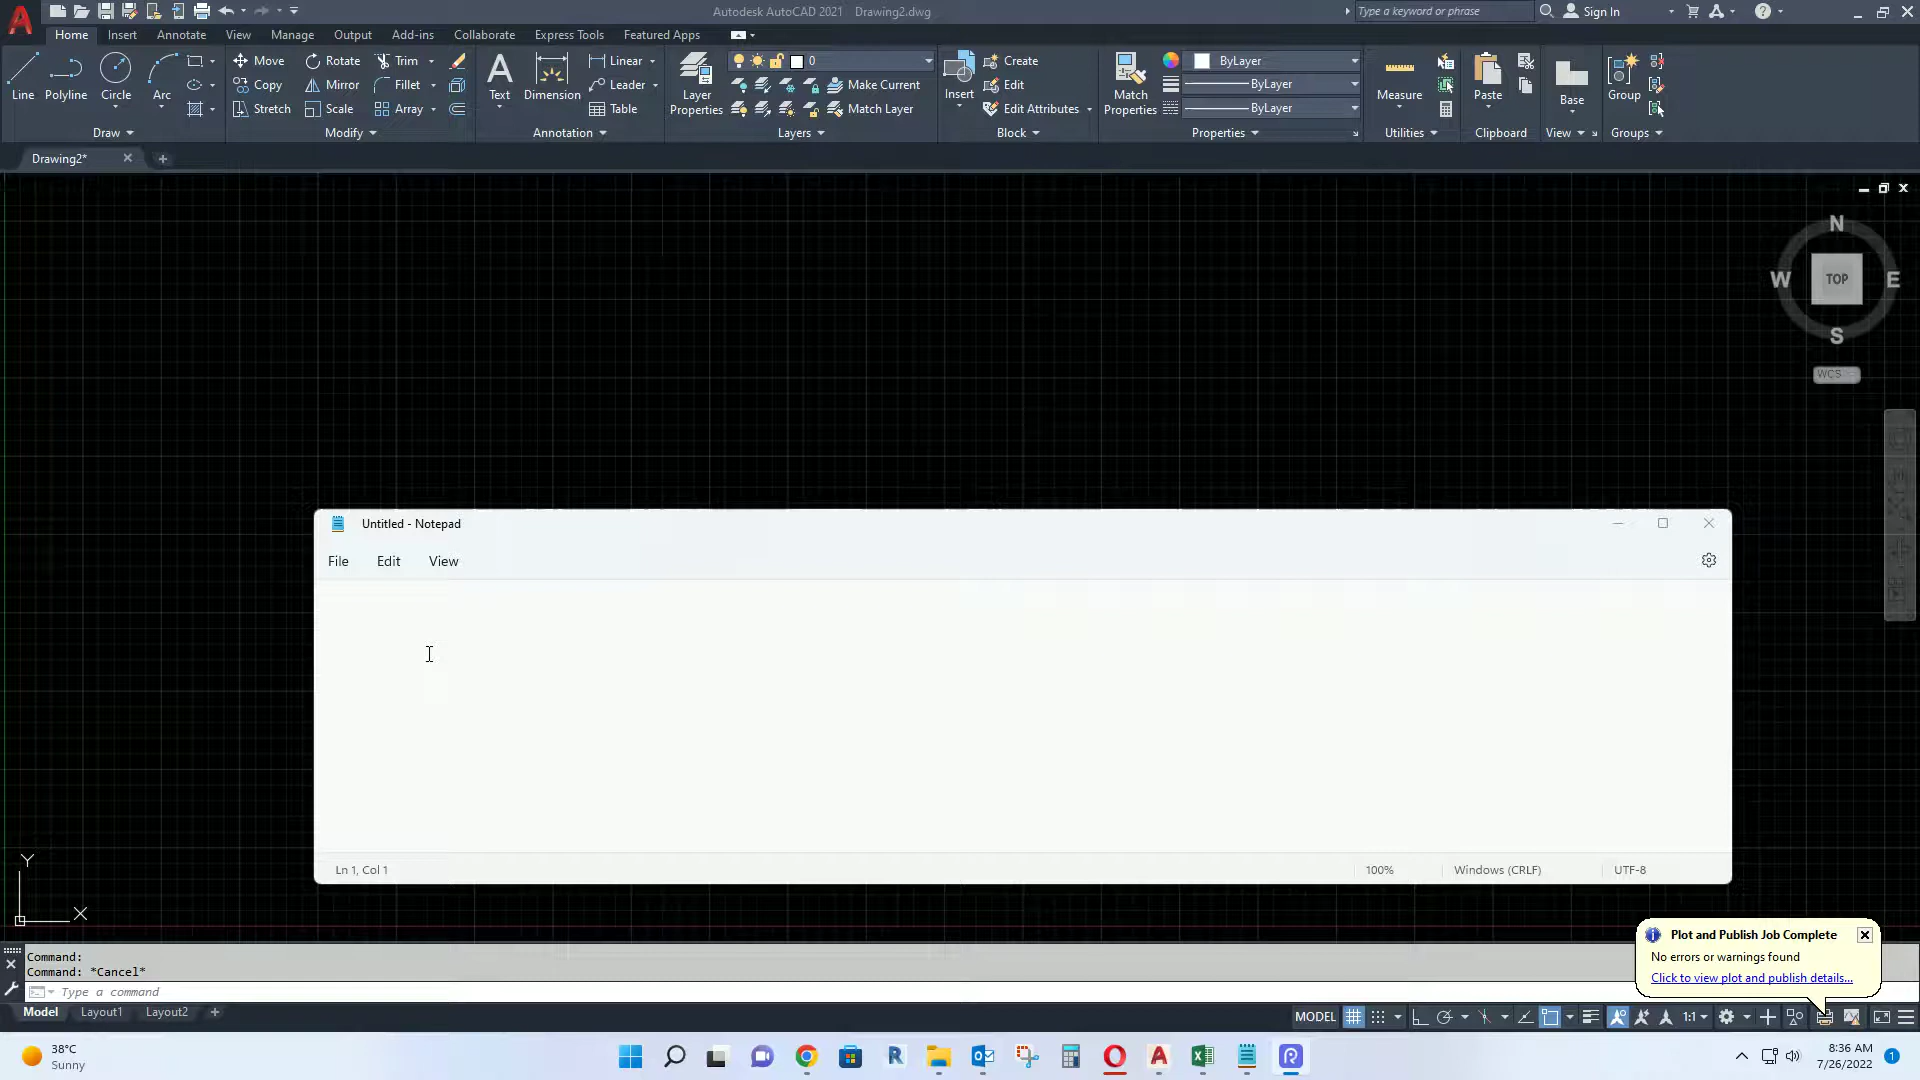 Autodesk AutoCAD 2021 Drawing2.dwg
Type a keyword or phrase
Sign In
Home Insert Annotate View Manage Output Add-ins Collaborate Express Tools Featured Apps
Line Polyline Circle Arc
Move Rotate Trim
Copy Mirror Fillet
Stretch Scale Array
Text Dimension
Linear
Leader
Table
Layer Properties
0
Make Current
Match Layer
Insert
Create
Edit
Edit Attributes
Match Properties
ByLayer
ByLayer
ByLayer
Measure
Paste
Base
Group
Draw Modify Annotation Layers Block Properties Utilities Clipboard View Groups
Drawing2*
N
W TOP E
S
WCS
Untitled - Notepad
File Edit View
Ln 1, Col 1 100% Windows (CRLF) UTF-8
Y
X
Plot and Publish Job Complete
No errors or warnings found
Click to view plot and publish details...
Command:
Command: *Cancel*
Type a command
Model Layout1 Layout2
MODEL 1:1
38°C
Sunny
8:36 AM
7/26/2022
1